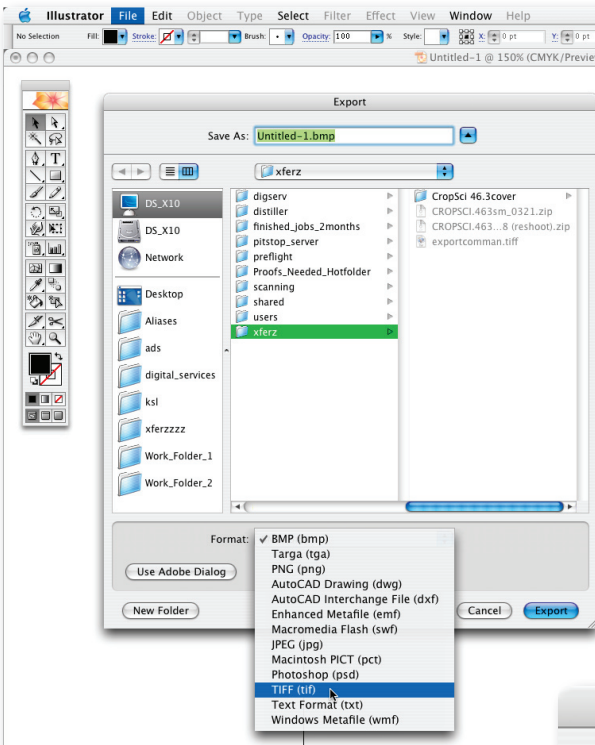 Illustrator File Edit Object Type Select Filter Effect View Window Help
No Selection Fill: Stroke: Brush: Opacity: 100 % Style: X: 0 pt Y: 0 pt
Untitled-1 @ 150% (CMYK/Preview
Export
Save As: Untitled-1.bmp
xferz
DS_X10
DS_X10
Network
Desktop
Aliases
ads
digital_services
ksl
xferzzzz
Work_Folder_1
Work_Folder_2
digserv
distiller
finished_jobs_2months
pitstop_server
preflight
Proofs_Needed_Hotfolder
scanning
shared
users
xferz
CropSci 46.3cover
CROPSCI.463sm_0321.zip
CROPSCI.463...8 (reshoot).zip
exportcomman.tiff
Format: BMP (bmp)
Targa (tga)
PNG (png)
AutoCAD Drawing (dwg)
AutoCAD Interchange File (dxf)
Enhanced Metafile (emf)
Macromedia Flash (swf)
JPEG (jpg)
Macintosh PICT (pct)
Photoshop (psd)
TIFF (tif)
Text Format (txt)
Windows Metafile (wmf)
Use Adobe Dialog
New Folder
Cancel Export